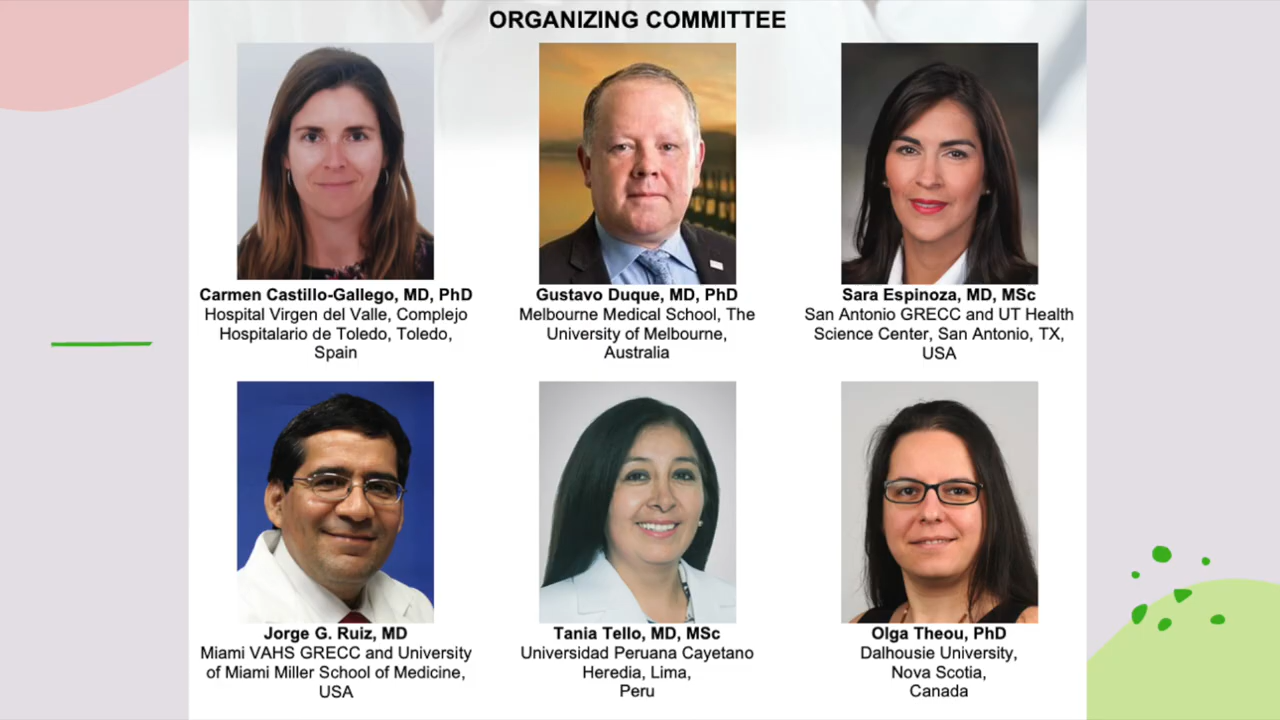 ORGANIZING COMMITTEE
Carmen Castillo-Gallego, MD, PhD
Hospital Virgen del Valle, Complejo
Hospitalario de Toledo, Toledo,
Spain
Gustavo Duque, MD, PhD
Melbourne Medical School, The
University of Melbourne,
Australia
Sara Espinoza, MD, MSc
San Antonio GRECC and UT Health
Science Center, San Antonio, TX,
USA
Jorge G. Ruiz, MD
Miami VAHS GRECC and University
of Miami Miller School of Medicine,
USA
Tania Tello, MD, MSc
Universidad Peruana Cayetano
Heredia, Lima,
Peru
Olga Theou, PhD
Dalhousie University,
Nova Scotia,
Canada